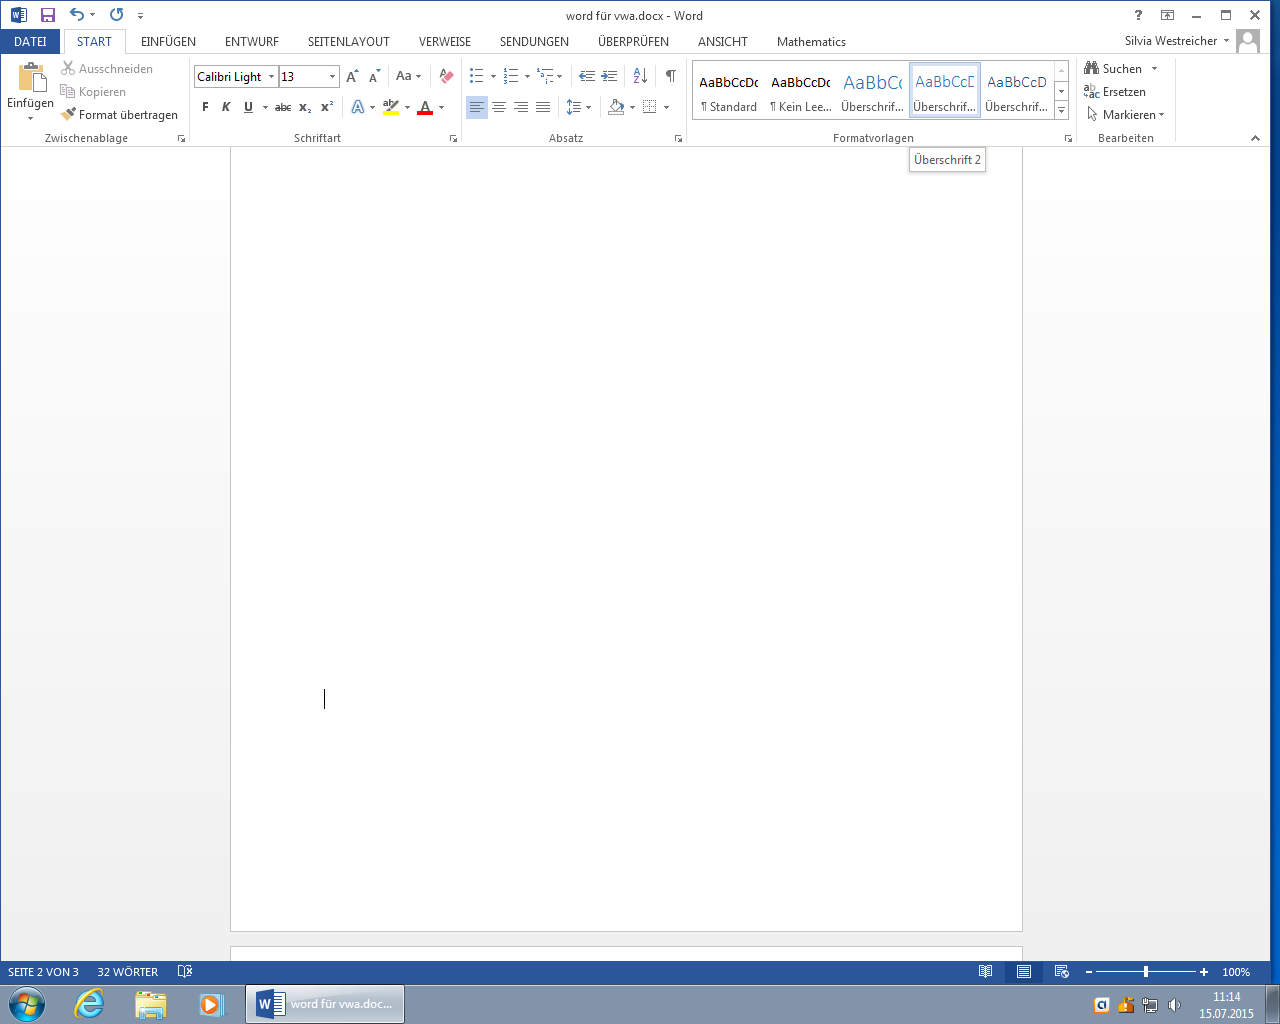 word für vwa.docx - Word
DATEI START EINFÜGEN ENTWURF SEITENLAYOUT VERWEISE SENDUNGEN ÜBERPRÜFEN ANSICHT Mathematics Silvia Westreicher
Einfügen
Ausschneiden
Kopieren
Format übertragen
Zwischenablage
Calibri Light 13
F K U abc x₂ x²
Aa
A
Schriftart
Absatz
AaBbCcDc AaBbCcDc AaBbCc AaBbCcD AaBbCcD
¶ Standard ¶ Kein Lee... Überschrif... Überschrif... Überschrif...
Formatvorlagen
Suchen
Ersetzen
Markieren
Bearbeiten
Überschrift 2
SEITE 2 VON 3 32 WÖRTER 100%
word für vwa.doc...
11:14
15.07.2015